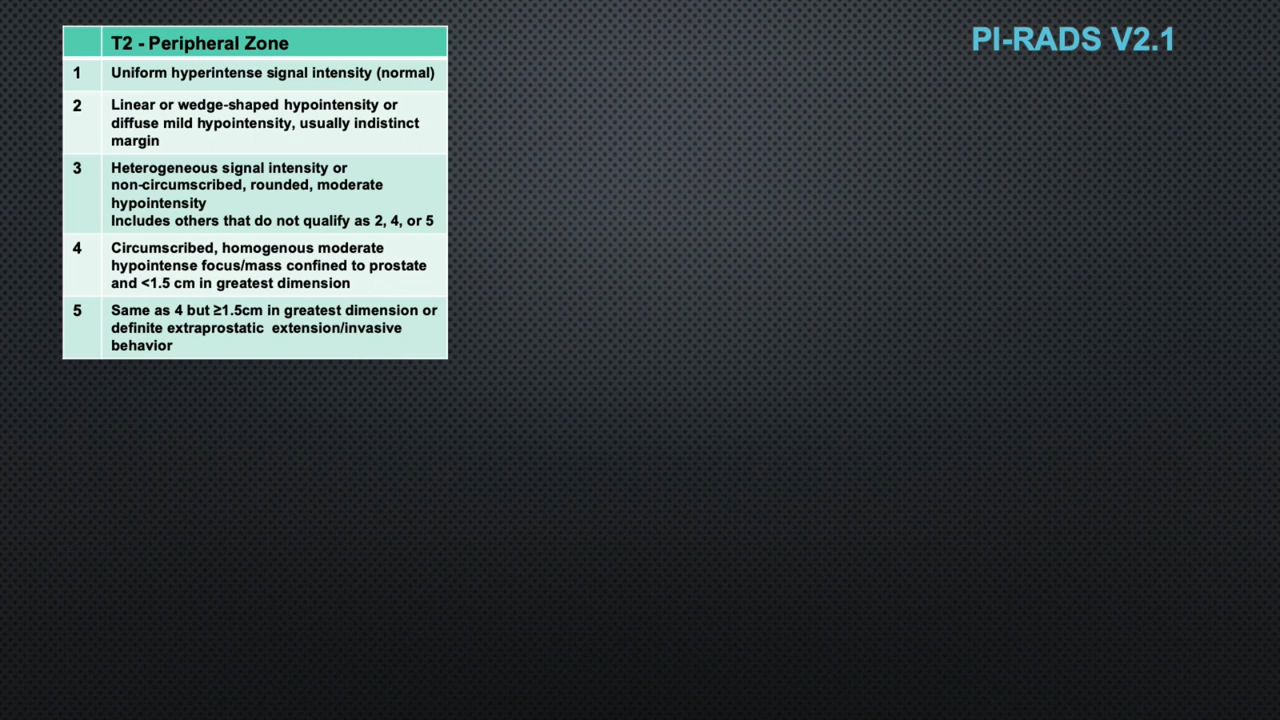 PI-RADS V2.1
T2 - Peripheral Zone
1 Uniform hyperintense signal intensity (normal)
2 Linear or wedge-shaped hypointensity or
diffuse mild hypointensity, usually indistinct
margin
3 Heterogeneous signal intensity or
non-circumscribed, rounded, moderate
hypointensity
Includes others that do not qualify as 2, 4, or 5
4 Circumscribed, homogenous moderate
hypointense focus/mass confined to prostate
and <1.5 cm in greatest dimension
5 Same as 4 but ≥1.5cm in greatest dimension or
definite extraprostatic extension/invasive
behavior